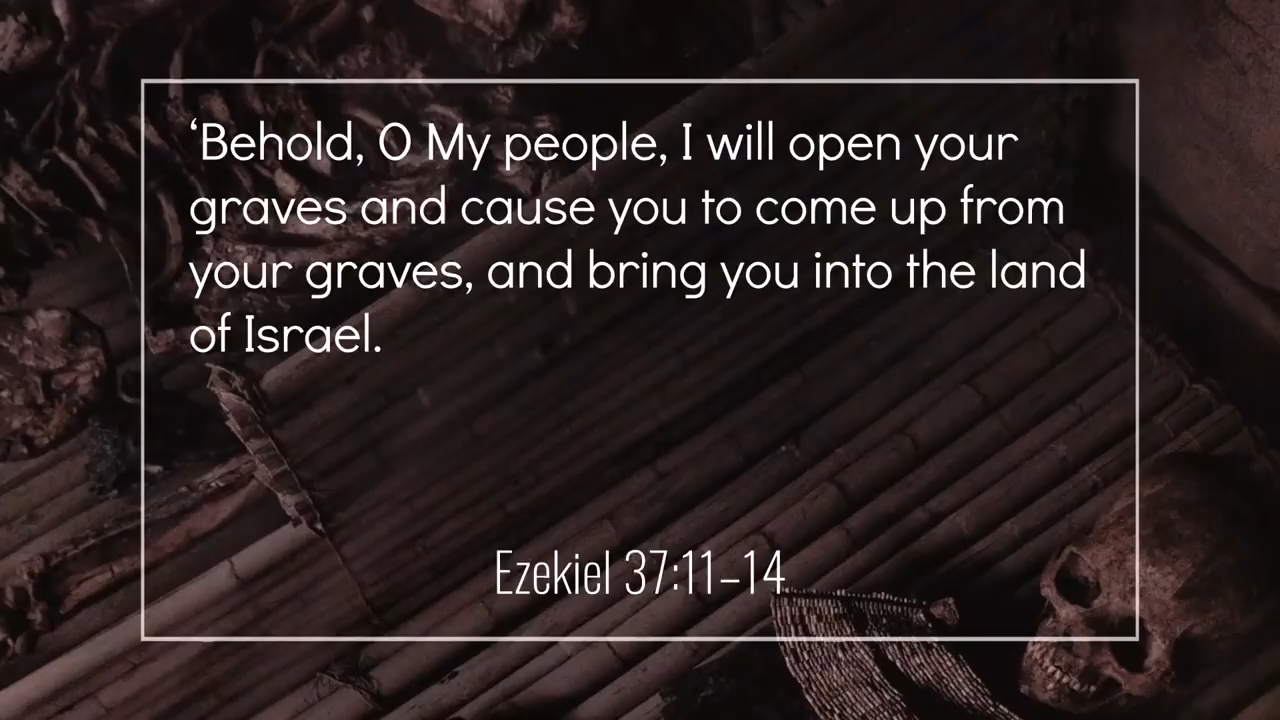 ‘Behold, O My people, I will open your
graves and cause you to come up from
your graves, and bring you into the land
of Israel.
Ezekiel 37:11–14